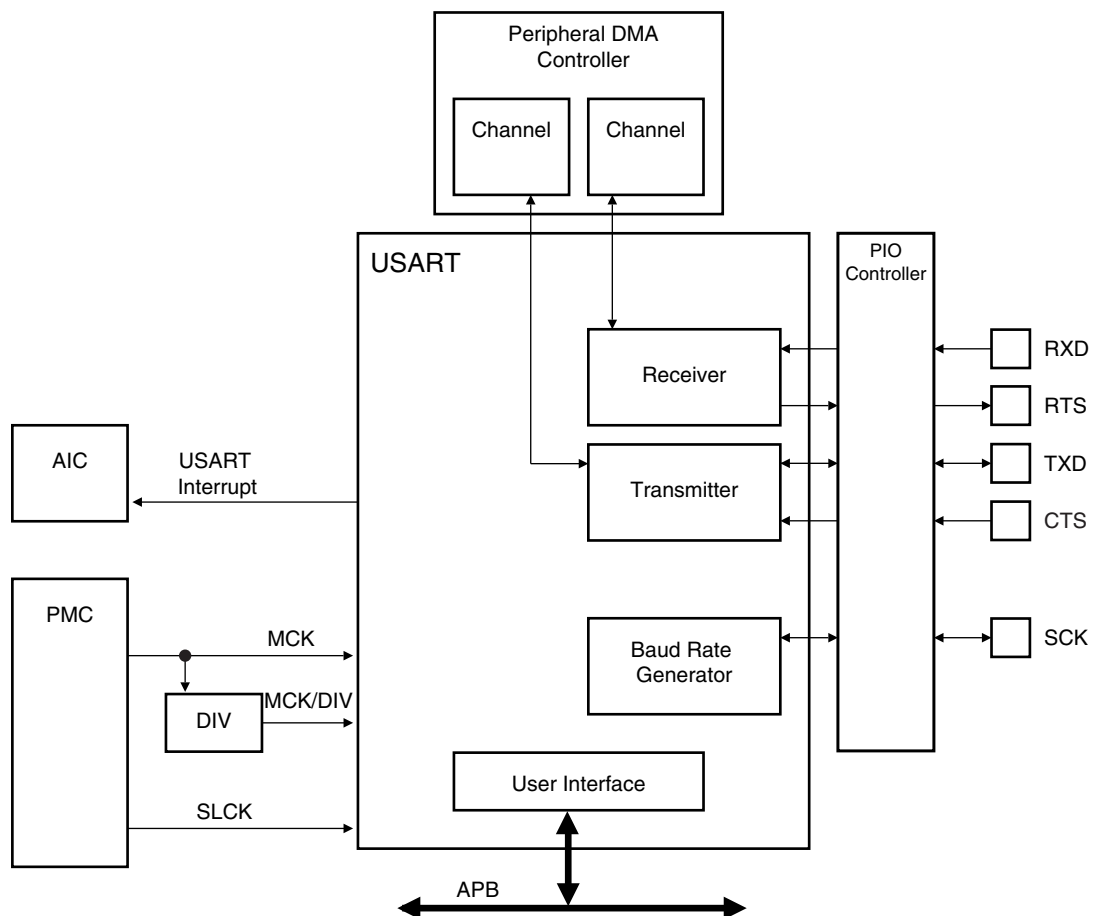 Peripheral DMA
Controller
Channel
Channel
USART
PIO
Controller
Receiver
RXD
RTS
AIC
USART
Interrupt
Transmitter
TXD
CTS
PMC
MCK
Baud Rate
Generator
SCK
MCK/DIV
DIV
User Interface
SLCK
APB